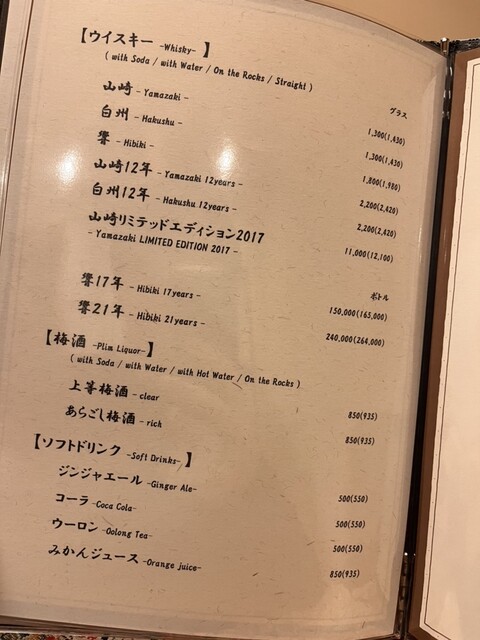 【ウイスキー -Whisky- 】
( with Soda / with Water / On the Rocks / Straight )
グラス
山崎 - Yamazaki - 1,300(1,430)
白州 - Hakushu - 1,300(1,430)
響 - Hibiki - 1,800(1,980)
山崎12年 - Yamazaki 12years - 2,200(2,420)
白州12年 - Hakushu 12years - 2,200(2,420)
山崎リミテッドエディション2017 11,000(12,100)
- Yamazaki LIMITED EDITION 2017 -
ボトル
響17年 - Hibiki 17years - 150,000(165,000)
響21年 - Hibiki 21years - 240,000(264,000)
【梅酒 -Plim Liquor-】
( with Soda / with Water / with Hot Water / On the Rocks )
上等梅酒 - clear 850(935)
あらごし梅酒 - rich 850(935)
【ソフトドリンク -Soft Drinks- 】
ジンジャエール -Ginger Ale- 500(550)
コーラ -Coca Cola- 500(550)
ウーロン -Oolong Tea- 500(550)
みかんジュース -Orange juice- 850(935)